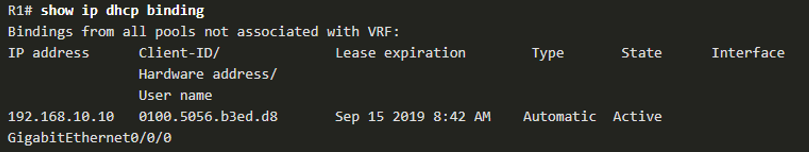 R1# show ip dhcp binding
Bindings from all pools not associated with VRF:
IP address Client-ID/ Lease expiration Type State Interface
Hardware address/
User name
192.168.10.10 0100.5056.b3ed.d8 Sep 15 2019 8:42 AM Automatic Active
GigabitEthernet0/0/0